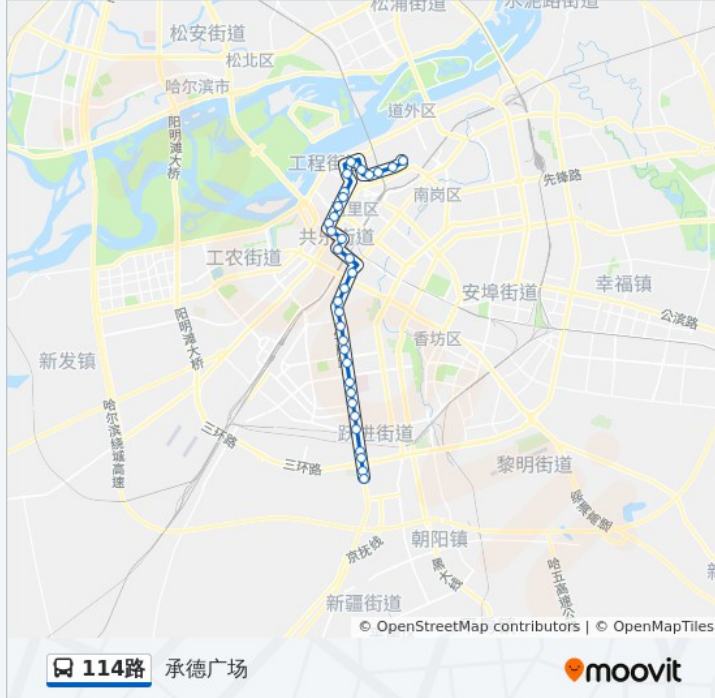 松浦街道
水泥路街道
松安街道
松北区
哈尔滨市
道外区
阳明滩大桥
工程街
先锋路
南岗区
里区
共乐街道
工农街道
安埠街道
幸福镇
公滨路
阳明滩大桥
香坊区
新发镇
哈尔滨绕城高速
三环路
跃进街道
三环路
黎明街道
朝阳镇
京抚线
黑大线
哈五高速公
新疆街道
© OpenStreetMap contributors | © OpenMapTiles
114路 承德广场
moovit